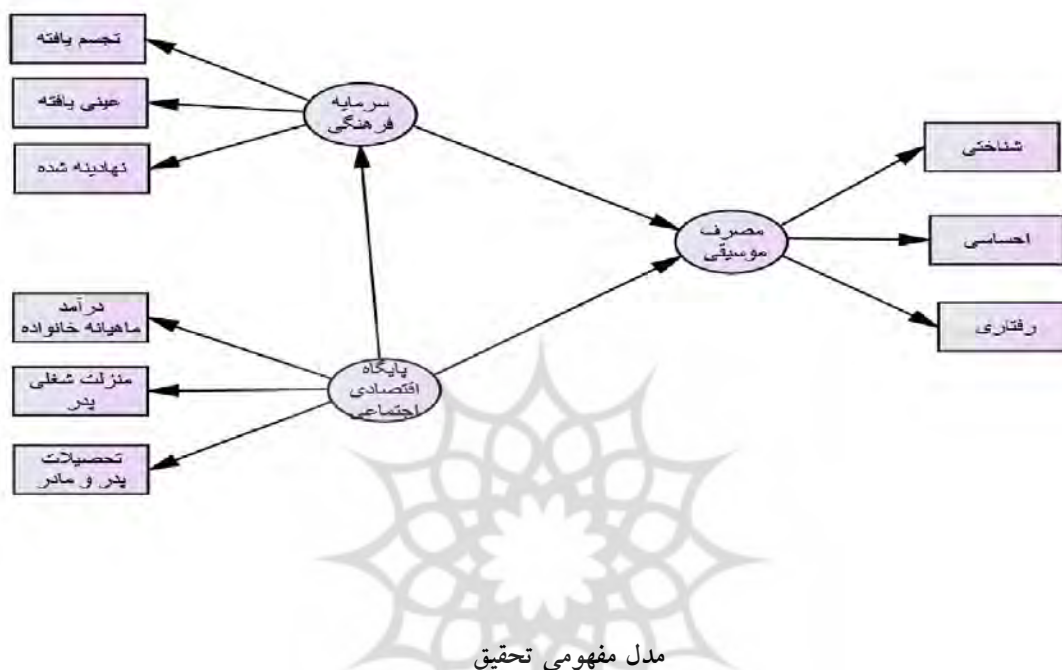 تجسم یافته
عینی یافته
نهادینه شده
سرمایه
فرهنگی
شناختی
احساسی
رفتاری
مصرف
موسیقی
درآمد
ماهیانه خانواده
منزلت شغلی
پدر
تحصیلات
پدر و مادر
پایگاه
اقتصادی
اجتماعی
مدل مفهومی تحقیق